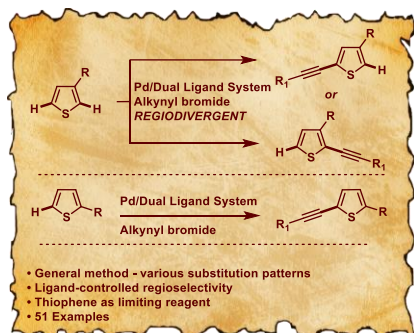 R
H
S
H
Pd/Dual Ligand System
Alkynyl bromide
REGIODIVERGENT
R
R1
S
H
or
R
H
S
R1
H
S
R
Pd/Dual Ligand System
Alkynyl bromide
R1
S
R
• General method - various substitution patterns
• Ligand-controlled regioselectivity
• Thiophene as limiting reagent
• 51 Examples